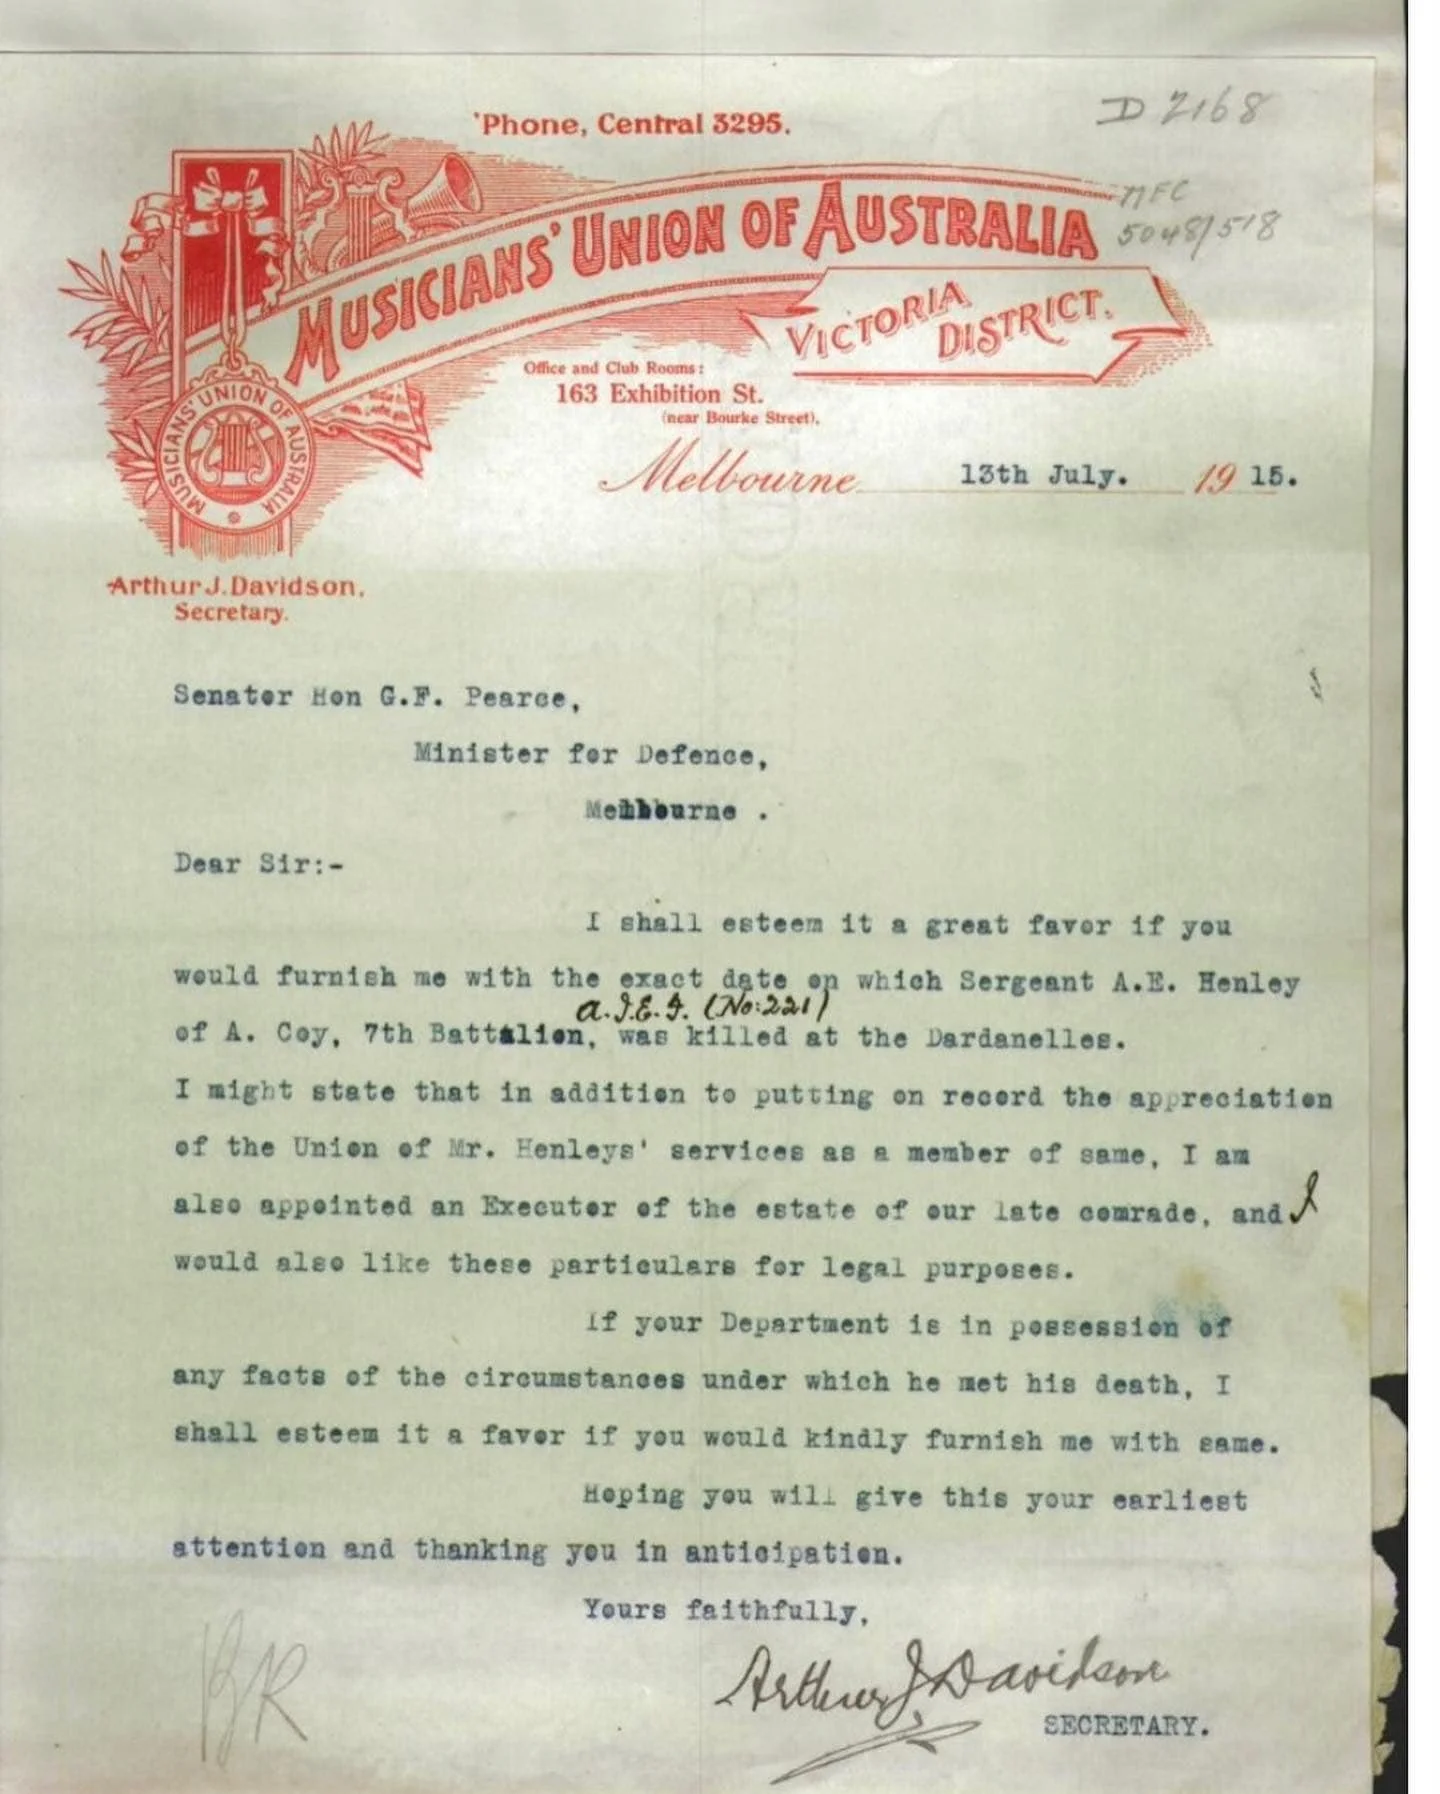 'Phone, Central 3295.
D 2168
MUSICIANS' UNION OF AUSTRALIA
VICTORIA DISTRICT.
5048/518
Office and Club Rooms:
163 Exhibition St.
(near Bourke Street),
MUSICIANS' UNION OF AUSTRALIA
Melbourne 13th July. 1915.
Arthur J. Davidson,
Secretary.
Senator Hon G.F. Pearce,
Minister for Defence,
Melbourne .
Dear Sir:-
I shall esteem it a great favor if you
would furnish me with the exact date on which Sergeant A.E. Henley
A.I.E.F. (No:221)
of A. Coy, 7th Battalion, was killed at the Dardanelles.
I might state that in addition to putting on record the appreciation
of the Union of Mr. Henleys' services as a member of same, I am
also appointed an Executor of the estate of our late comrade, and I
would also like these particulars for legal purposes.
If your Department is in possession of
any facts of the circumstances under which he met his death, I
shall esteem it a favor if you would kindly furnish me with same.
Hoping you will give this your earliest
attention and thanking you in anticipation.
Yours faithfully,
Arthur J Davidson
SECRETARY.